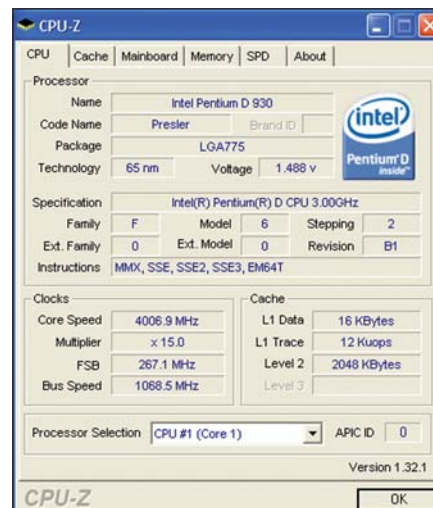 CPU-Z
CPU Cache Mainboard Memory SPD About
Processor
Name Intel Pentium D 930
Code Name Presler Brand ID
Package LGA775
Technology 65 nm Voltage 1.488 v
intel Pentium D inside™
Specification Intel(R) Pentium(R) D CPU 3.00GHz
Family F Model 6 Stepping 2
Ext. Family 0 Ext. Model 0 Revision B1
Instructions MMX, SSE, SSE2, SSE3, EM64T
Clocks Cache
Core Speed 4006.9 MHz L1 Data 16 KBytes
Multiplier x 15.0 L1 Trace 12 Kuops
FSB 267.1 MHz Level 2 2048 KBytes
Bus Speed 1068.5 MHz Level 3
Processor Selection CPU #1 (Core 1) APIC ID 0
Version 1.32.1
CPU-Z OK